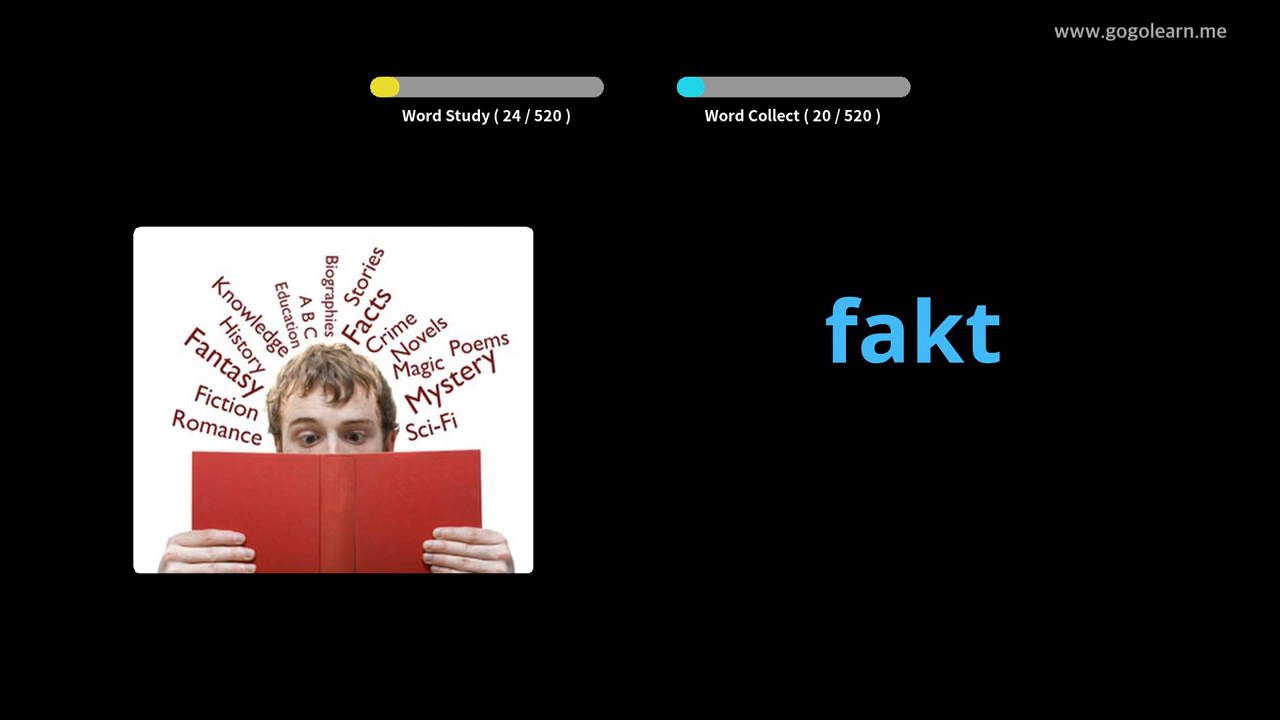 www.gogolearn.me
Word Study ( 24 / 520 )
Word Collect ( 20 / 520 )
Knowledge
Education
A B C
Biographies
Stories
Facts
History
Crime
Novels
Fantasy
Magic
Poems
Mystery
Fiction
Romance
Sci-Fi
fakt